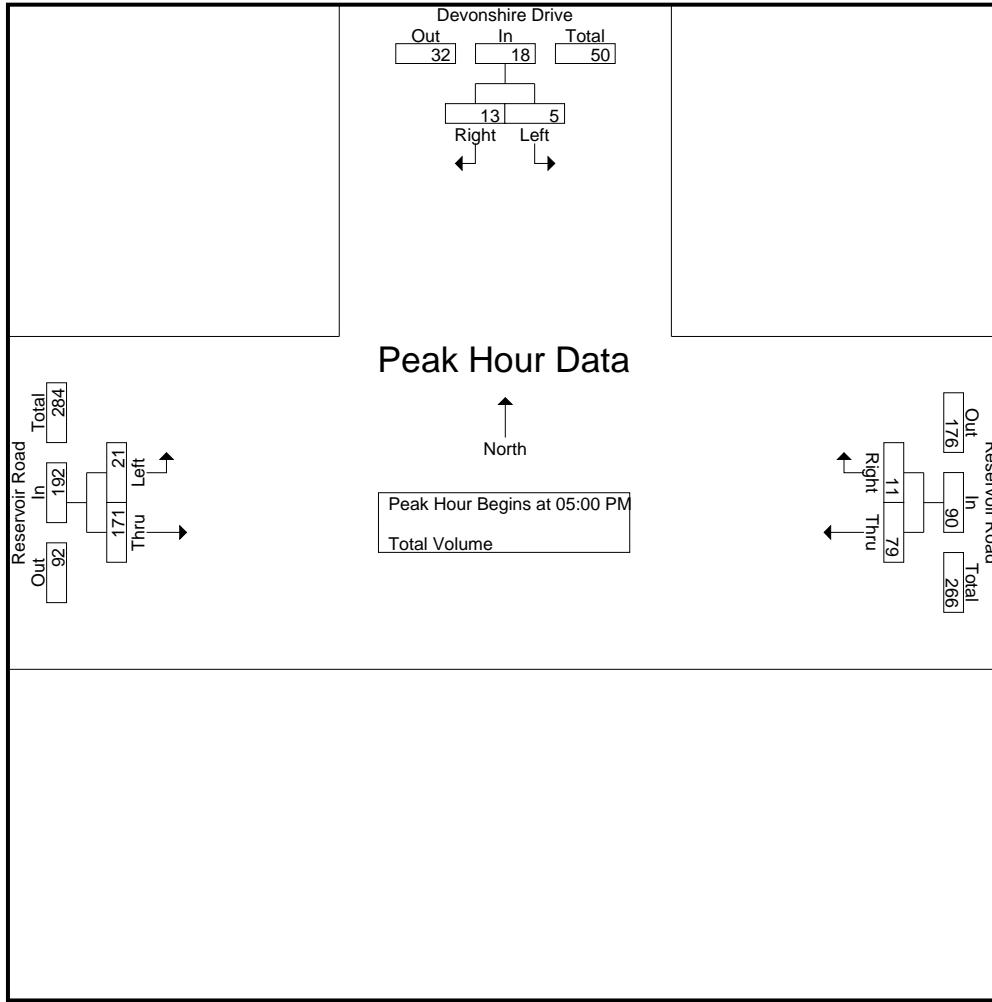 Devonshire Drive
Out In Total
32 18 50
13 5
Right Left
Peak Hour Data
North
Peak Hour Begins at 05:00 PM
Total Volume
Reservoir Road
Out In Total
92 192 284
171 21
Thru Left
Reservoir Road
Out In Total
176 90 266
11 79
Right Thru